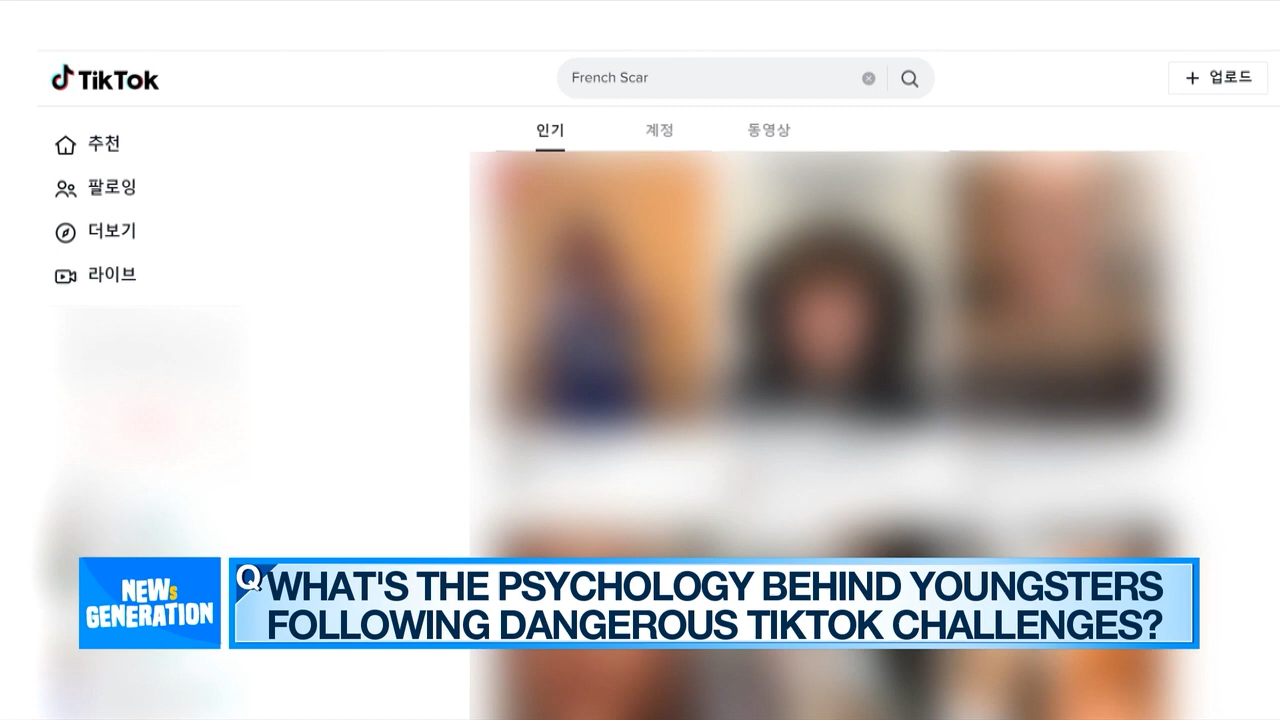 TikTok
French Scar
+ 업로드
인기 계정 동영상
추천
팔로잉
더보기
라이브
NEWs
GENERATION
Q WHAT'S THE PSYCHOLOGY BEHIND YOUNGSTERS
FOLLOWING DANGEROUS TIKTOK CHALLENGES?